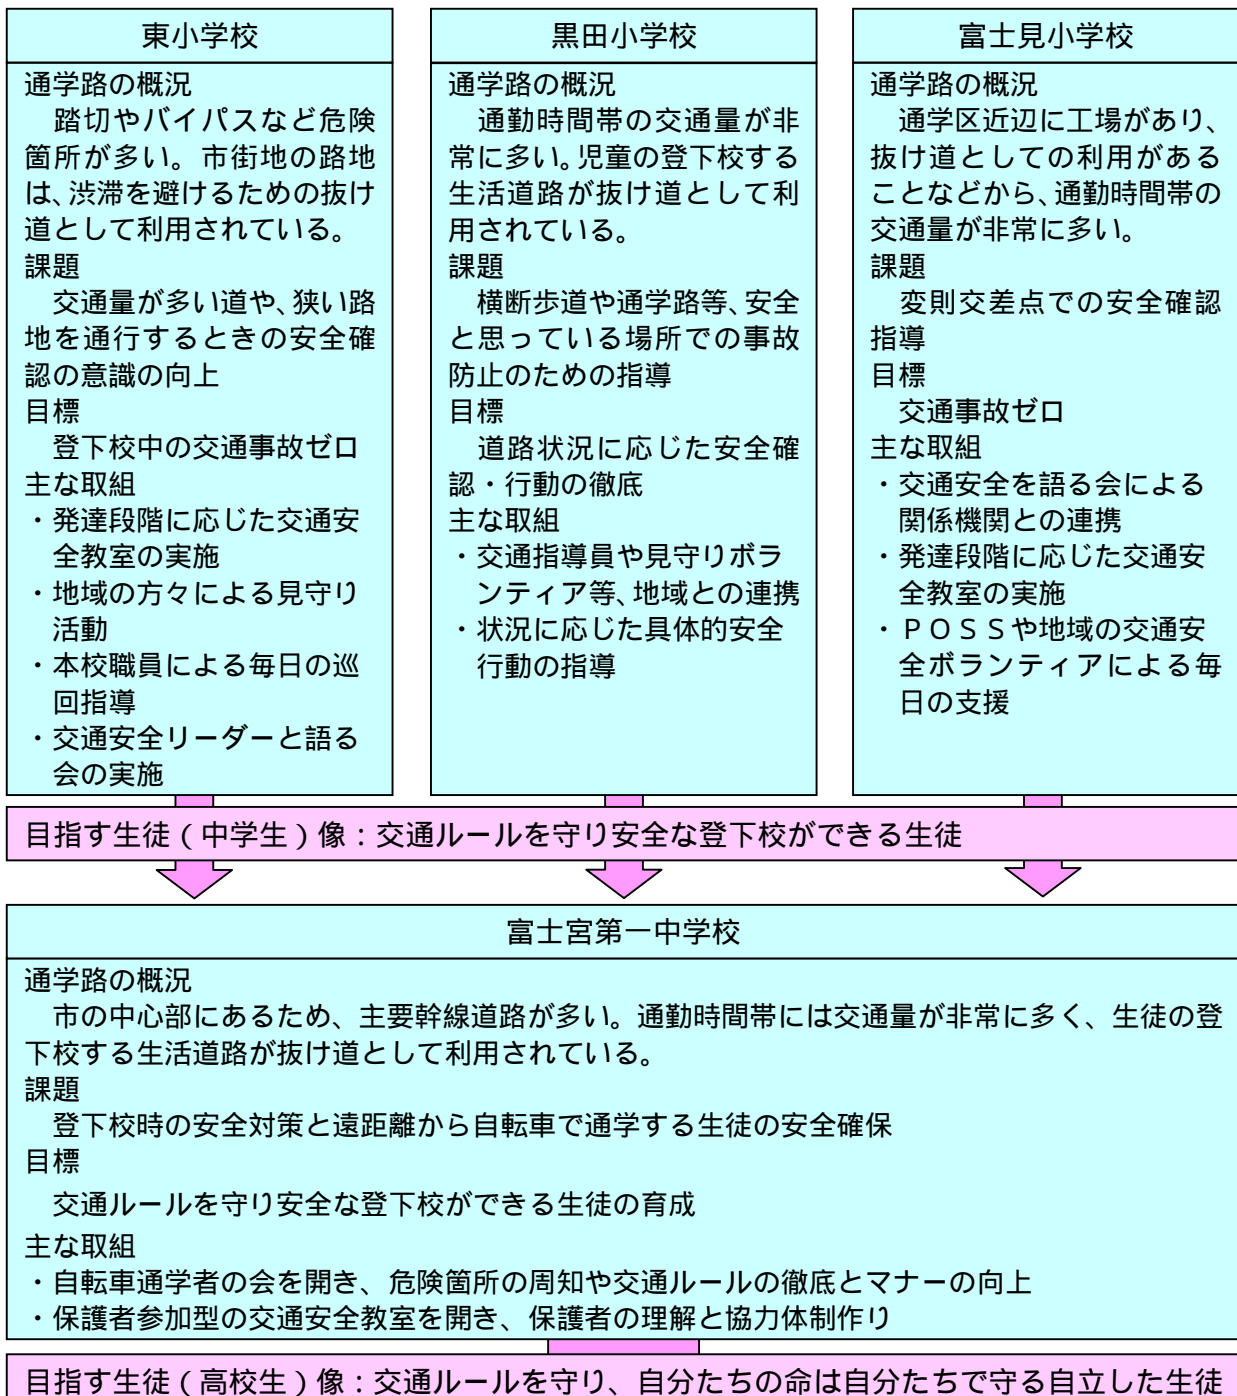 東小学校
通学路の概況
踏切やバイパスなど危険
箇所が多い。市街地の路地
は、渋滞を避けるための抜け
道として利用されている。
課題
交通量が多い道や、狭い路
地を通行するときの安全確
認の意識の向上
目標
登下校中の交通事故ゼロ
主な取組
・発達段階に応じた交通安
全教室の実施
・地域の方々による見守り
活動
・本校職員による毎日の巡
回指導
・交通安全リーダーと語る
会の実施
黒田小学校
通学路の概況
通勤時間帯の交通量が非
常に多い。児童の登下校する
生活道路が抜け道として利
用されている。
課題
横断歩道や通学路等、安全
と思っている場所での事故
防止のための指導
目標
道路状況に応じた安全確
認・行動の徹底
主な取組
・交通指導員や見守りボラ
ンティア等、地域との連携
・状況に応じた具体的安全
行動の指導
富士見小学校
通学路の概況
通学区近辺に工場があり、
抜け道としての利用がある
ことなどから、通勤時間帯の
交通量が非常に多い。
課題
変則交差点での安全確認
指導
目標
交通事故ゼロ
主な取組
・交通安全を語る会による
関係機関との連携
・発達段階に応じた交通安
全教室の実施
・ＰＯＳＳや地域の交通安
全ボランティアによる毎
日の支援
目指す生徒（中学生）像：交通ルールを守り安全な登下校ができる生徒
富士宮第一中学校
通学路の概況
市の中心部にあるため、主要幹線道路が多い。通勤時間帯には交通量が非常に多く、生徒の登
下校する生活道路が抜け道として利用されている。
課題
登下校時の安全対策と遠距離から自転車で通学する生徒の安全確保
目標
交通ルールを守り安全な登下校ができる生徒の育成
主な取組
・自転車通学者の会を開き、危険箇所の周知や交通ルールの徹底とマナーの向上
・保護者参加型の交通安全教室を開き、保護者の理解と協力体制作り
目指す生徒（高校生）像：交通ルールを守り、自分たちの命は自分たちで守る自立した生徒